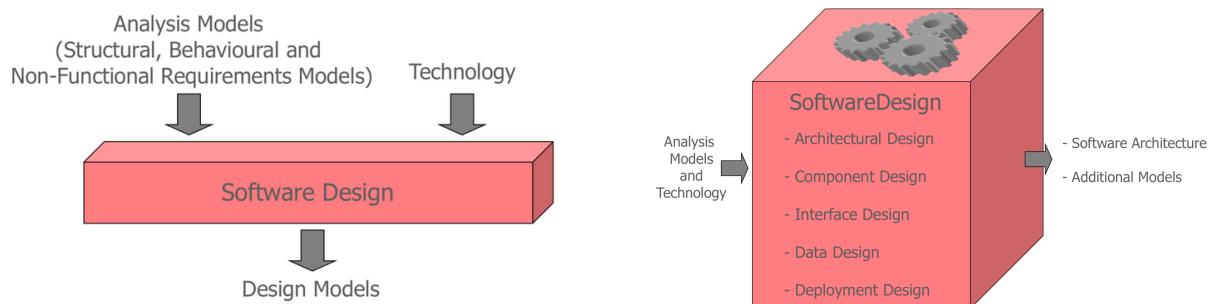 Analysis Models
(Structural, Behavioural and
Non-Functional Requirements Models)
Technology
Software Design
Design Models
Analysis
Models
and
Technology
SoftwareDesign
- Architectural Design
- Component Design
- Interface Design
- Data Design
- Deployment Design
- Software Architecture
- Additional Models